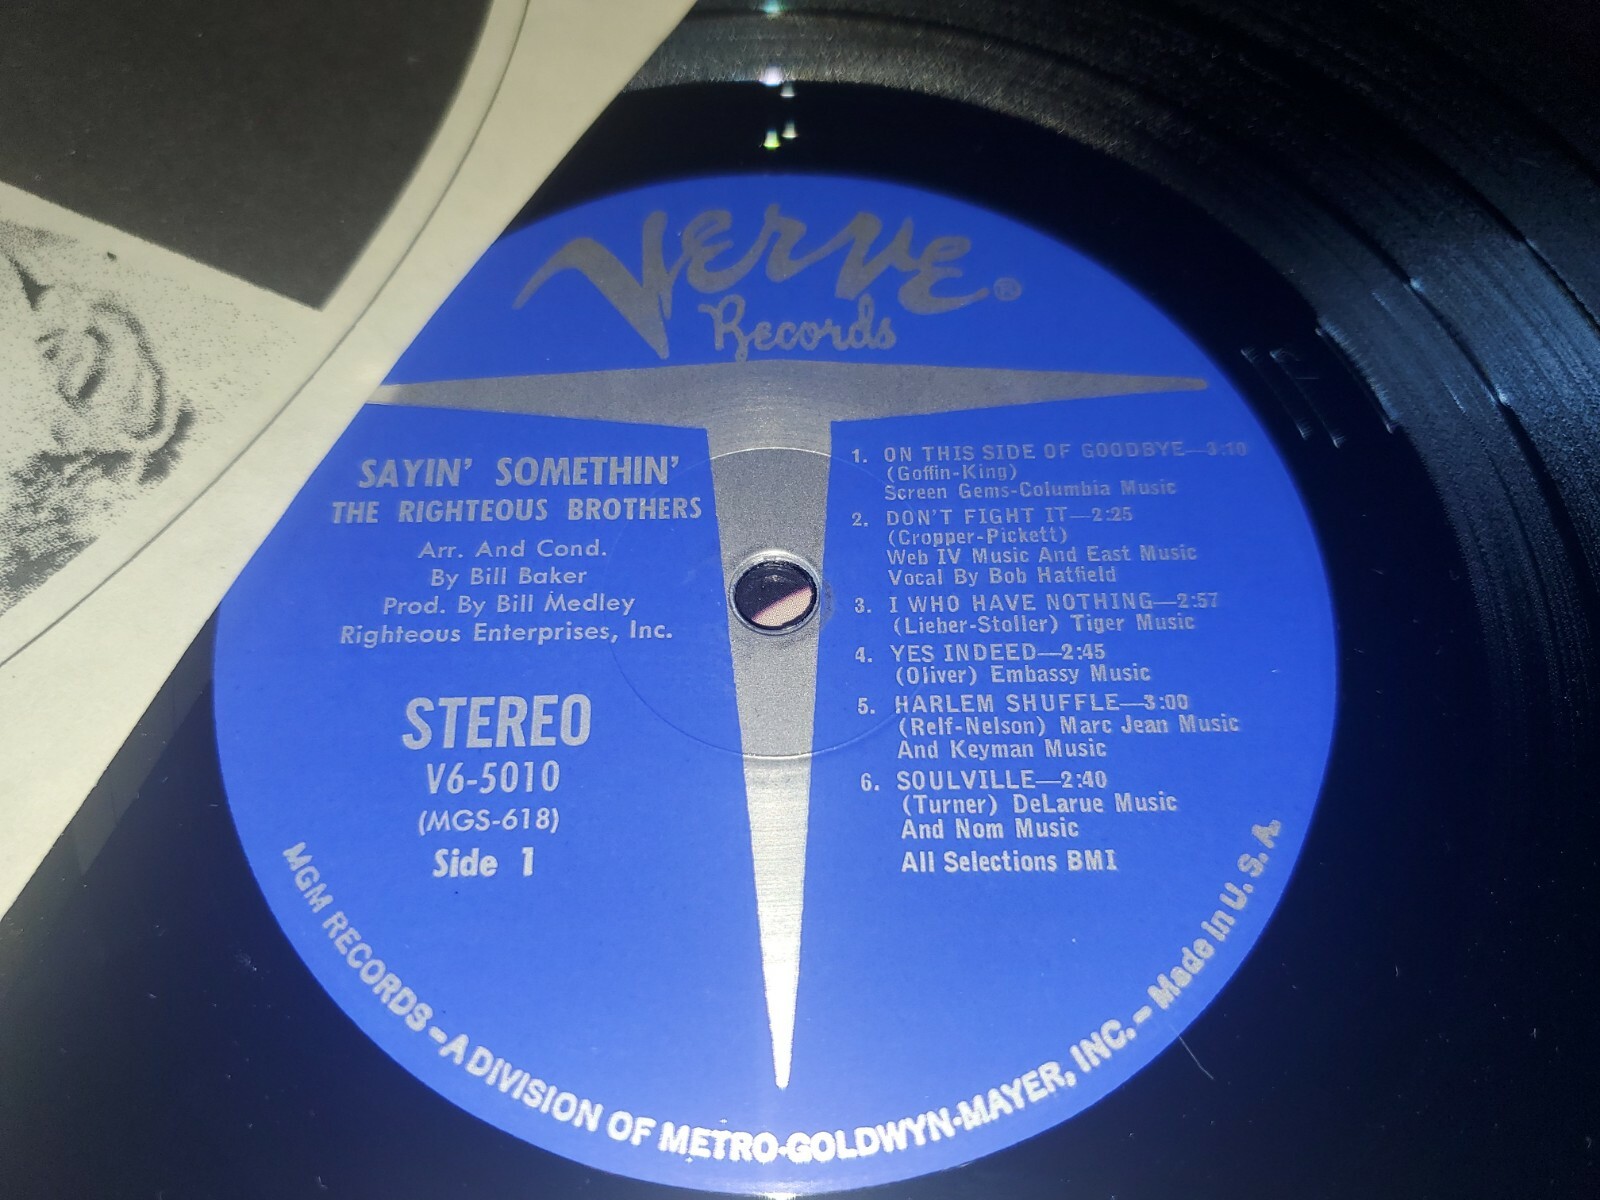 Verve ®
Records
SAYIN' SOMETHIN'
THE RIGHTEOUS BROTHERS
Arr. And Cond.
By Bill Baker
Prod. By Bill Medley
Righteous Enterprises, Inc.
STEREO
V6-5010
(MGS-618)
Side 1
1. ON THIS SIDE OF GOODBYE—3:10
(Goffin-King)
Screen Gems-Columbia Music
2. DON'T FIGHT IT—2:25
(Cropper-Pickett)
Web IV Music And East Music
Vocal By Bob Hatfield
3. I WHO HAVE NOTHING—2:57
(Lieber-Stoller) Tiger Music
4. YES INDEED—2:45
(Oliver) Embassy Music
5. HARLEM SHUFFLE—3:00
(Relf-Nelson) Marc Jean Music
And Keyman Music
6. SOULVILLE—2:40
(Turner) DeLarue Music
And Nom Music
All Selections BMI
MGM RECORDS – A DIVISION OF METRO-GOLDWYN-MAYER, INC. – Made in U.S.A.